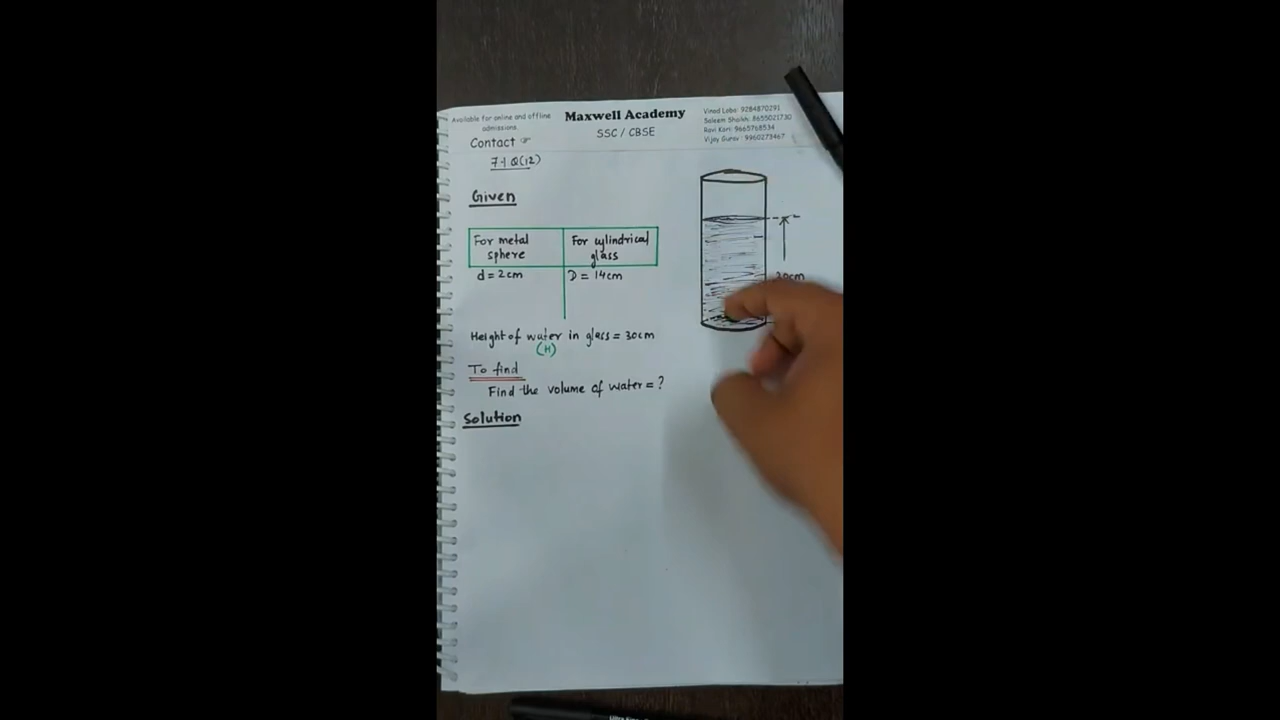 Available for online and offline
admissions.
Contact ☞
Maxwell Academy
SSC / CBSE
Vinod Lobo: 9284870291
Saleem Shaikh: 8655021730
Ravi Kori: 9665768534
Vijay Gurav: 9960273467
7.1 Q(12)
Given
For metal
sphere
For cylindrical
glass
d = 2cm
D = 14cm
30cm
Height of water in glass = 30cm
(H)
To find
Find the volume of water = ?
Solution